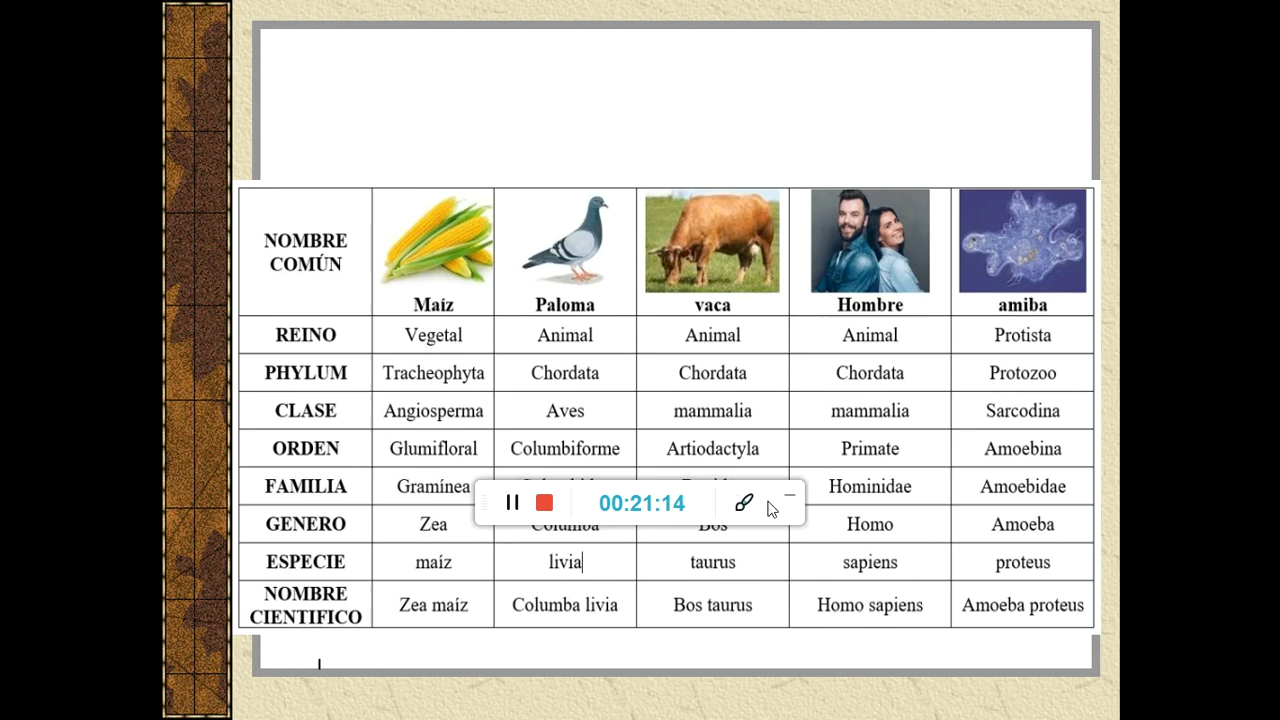 NOMBRE
COMÚN
Maíz Paloma vaca Hombre amiba
REINO Vegetal Animal Animal Animal Protista
PHYLUM Tracheophyta Chordata Chordata Chordata Protozoo
CLASE Angiosperma Aves mammalia mammalia Sarcodina
ORDEN Glumifloral Columbiforme Artiodactyla Primate Amoebina
FAMILIA Gramínea Hominidae Amoebidae
00:21:14
GENERO Zea Columba Bos Homo Amoeba
ESPECIE maíz livia taurus sapiens proteus
NOMBRE
CIENTIFICO Zea maíz Columba livia Bos taurus Homo sapiens Amoeba proteus